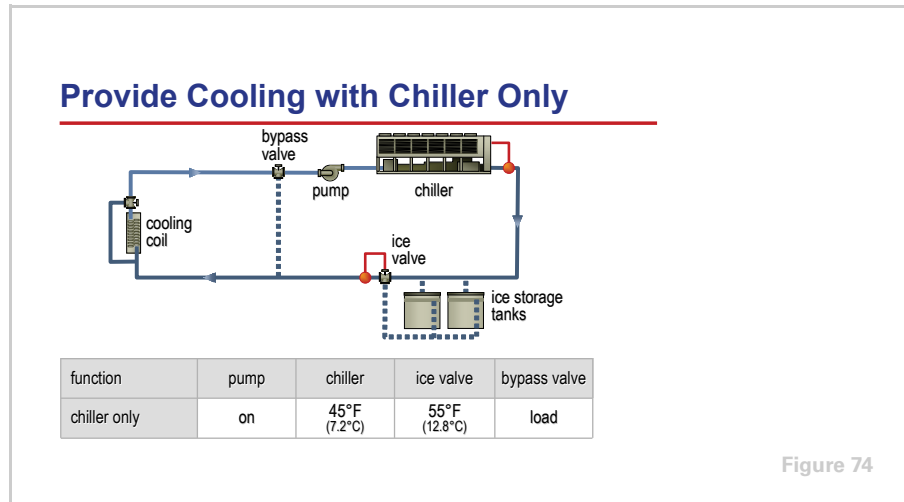 Provide Cooling with Chiller Only
bypass
valve
pump
chiller
cooling
coil
ice
valve
ice storage
tanks
function pump chiller ice valve bypass valve
chiller only on 45°F 55°F load
(7.2°C) (12.8°C)
Figure 74